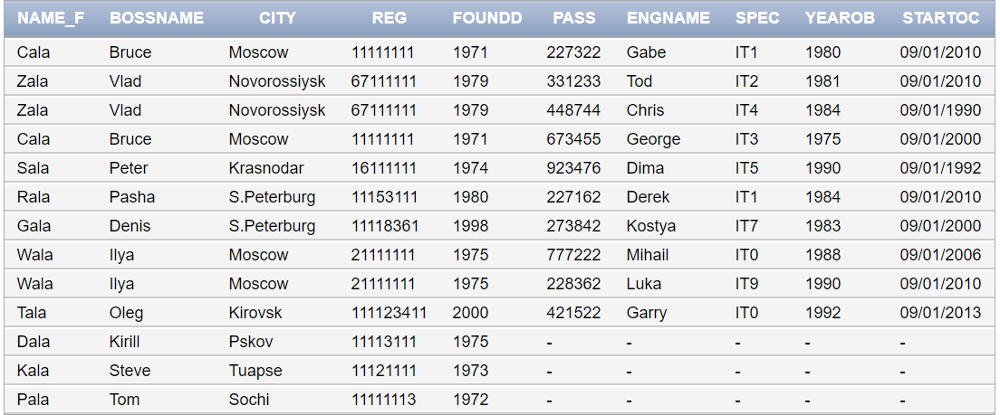 NAME_F BOSSNAME CITY REG FOUNDD PASS ENGNAME SPEC YEAROB STARTOC
Cala Bruce Moscow 11111111 1971 227322 Gabe IT1 1980 09/01/2010
Zala Vlad Novorossiysk 67111111 1979 331233 Tod IT2 1981 09/01/2010
Zala Vlad Novorossiysk 67111111 1979 448744 Chris IT4 1984 09/01/1990
Cala Bruce Moscow 11111111 1971 673455 George IT3 1975 09/01/2000
Sala Peter Krasnodar 16111111 1974 923476 Dima IT5 1990 09/01/1992
Rala Pasha S.Peterburg 11153111 1980 227162 Derek IT1 1984 09/01/2010
Gala Denis S.Peterburg 11118361 1998 273842 Kostya IT7 1983 09/01/2000
Wala Ilya Moscow 21111111 1975 777222 Mihail IT0 1988 09/01/2006
Wala Ilya Moscow 21111111 1975 228362 Luka IT9 1990 09/01/2010
Tala Oleg Kirovsk 111123411 2000 421522 Garry IT0 1992 09/01/2013
Dala Kirill Pskov 11113111 1975 - - - - -
Kala Steve Tuapse 11121111 1973 - - - - -
Pala Tom Sochi 11111113 1972 - - - - -